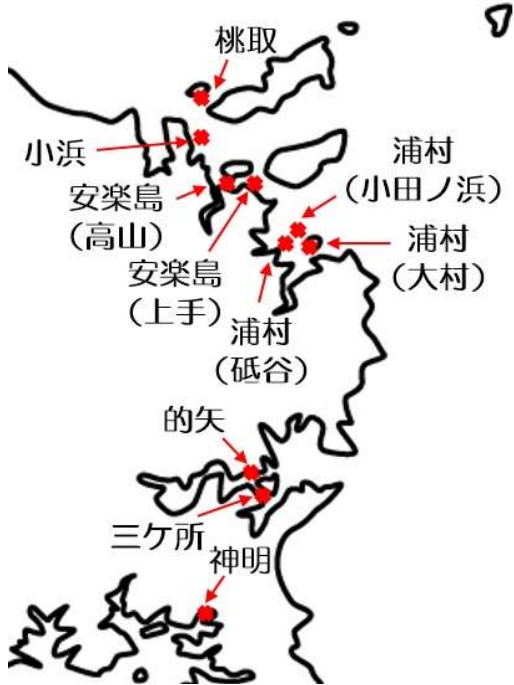 桃取
小浜
安楽島
（高山）
安楽島
（上手）
浦村
（小田ノ浜）
浦村
（大村）
浦村
（砥谷）
的矢
三ケ所
神明